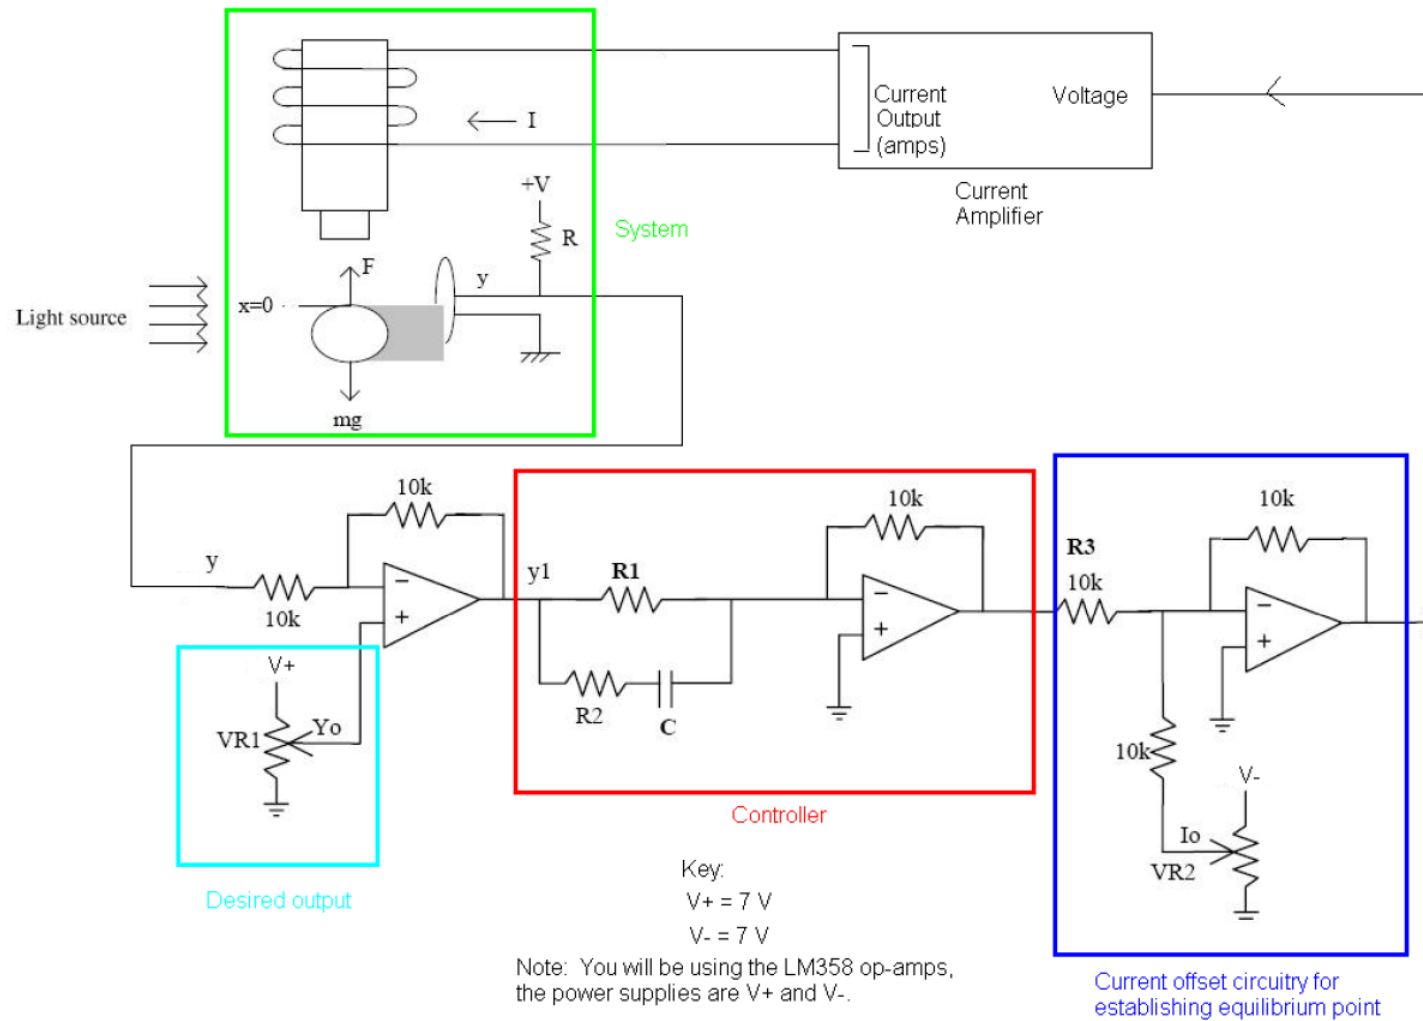 Current
Output
(amps)
Voltage
Current
Amplifier
I
+V
R
System
F
y
x=0
Light source
mg
10k
10k
10k
y
y1
R1
R3
10k
10k
−
+
−
+
−
+
V+
Yo
VR1
R2
C
10k
V-
Io
VR2
Controller
Desired output
Key:
V+ = 7 V
V- = 7 V
Note: You will be using the LM358 op-amps,
the power supplies are V+ and V-.
Current offset circuitry for
establishing equilibrium point